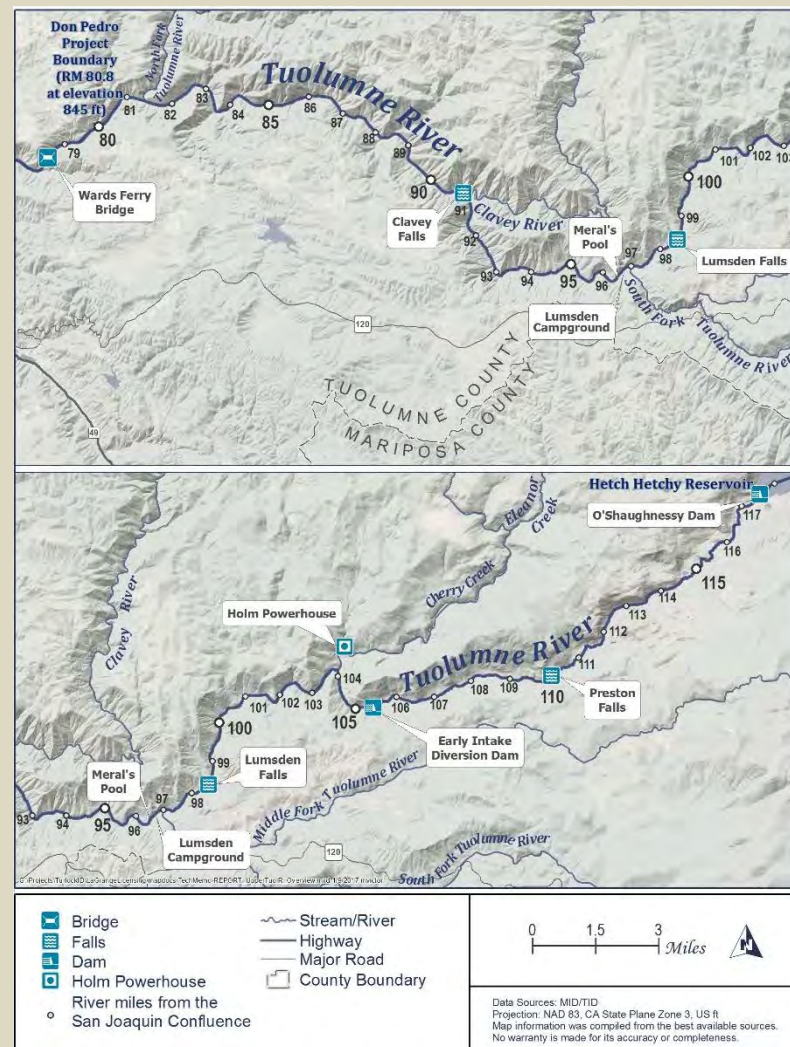 Don Pedro
Project
Boundary
(RM 80.8
at elevation
845 ft)
North Fork
Tuolumne River
Tuolumne River
79
80
81
82
83
84
85
86
87
88
89
90
91
92
93
94
95
96
97
98
99
100
101
102
103
Wards Ferry
Bridge
Clavey
Falls
Clavey River
Meral's
Pool
Lumsden Falls
Lumsden
Campground
South Fork
Tuolumne River
120
49
TUOLUMNE COUNTY
MARIPOSA COUNTY
Hetch Hetchy Reservoir
O'Shaughnessy Dam
Eleanor
Creek
Cherry Creek
Clavey River
Holm Powerhouse
Tuolumne River
93
94
95
96
97
98
99
100
101
102
103
104
105
106
107
108
109
110
111
112
113
114
115
116
117
Preston
Falls
Early Intake
Diversion Dam
Lumsden
Falls
Meral's
Pool
Lumsden
Campground
Middle Fork Tuolumne River
120
South Fork Tuolumne River
Bridge
Falls
Dam
Holm Powerhouse
River miles from the
San Joaquin Confluence
Stream/River
Highway
Major Road
County Boundary
0 1.5 3 Miles
N
Data Sources: MID/TID
Projection: NAD 83, CA State Plane Zone 3, US ft
Map information was compiled from the best available sources.
No warranty is made for its accuracy or completeness.